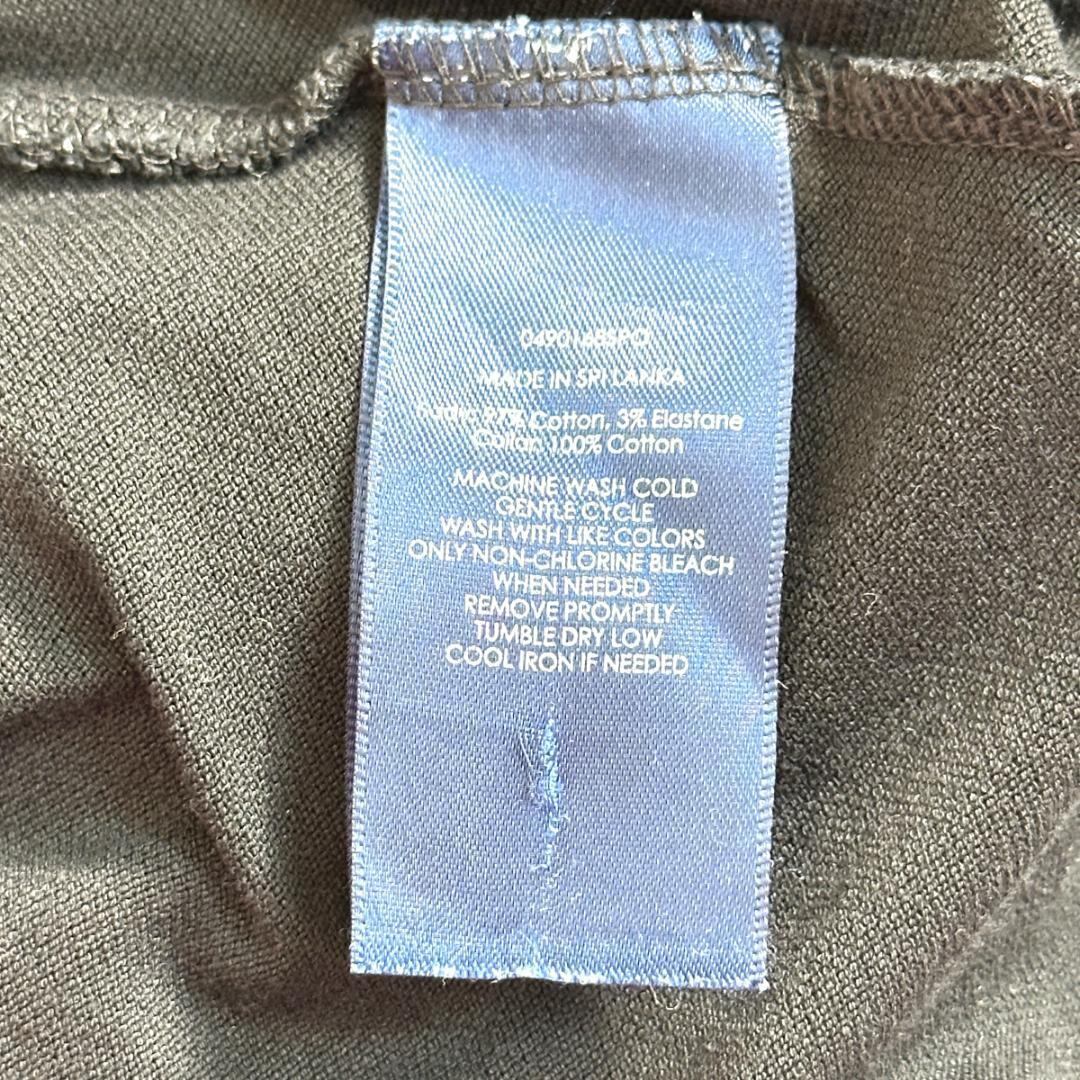 MADE IN SRI LANKA
Body: 97% Cotton, 3% Elastane
Collar: 100% Cotton
MACHINE WASH COLD
GENTLE CYCLE
WASH WITH LIKE COLORS
ONLY NON-CHLORINE BLEACH
WHEN NEEDED
REMOVE PROMPTLY
TUMBLE DRY LOW
COOL IRON IF NEEDED